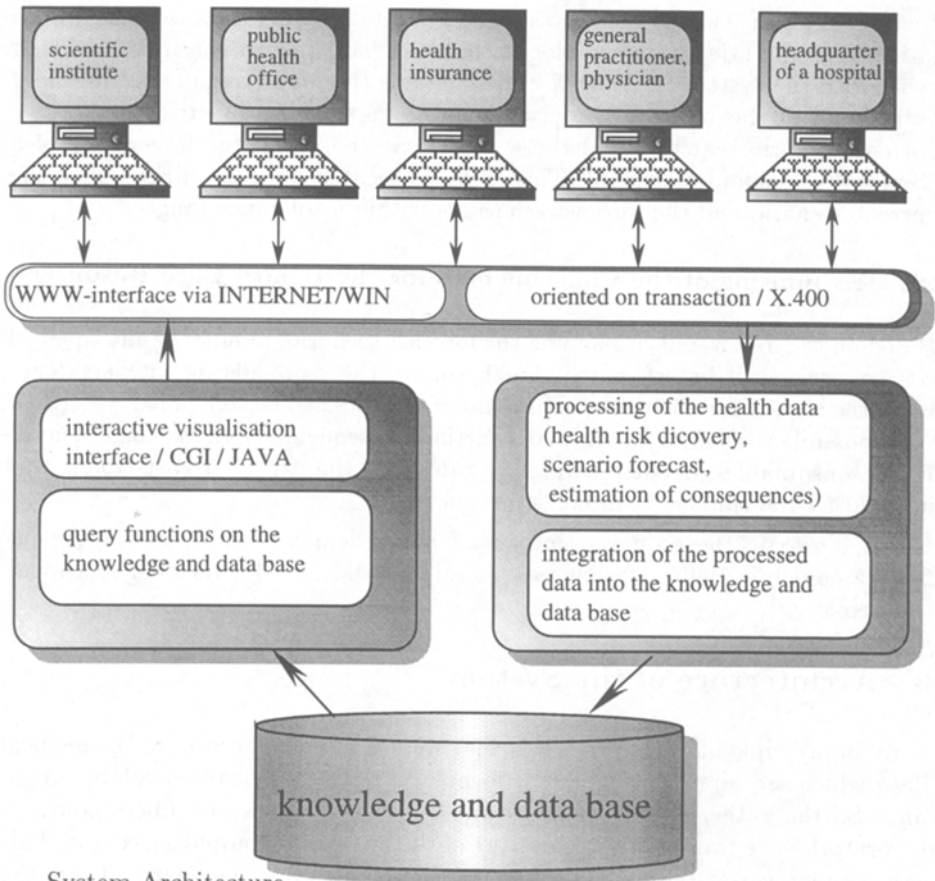 scientific
institute
public
health
office
health
insurance
general
practitioner,
physician
headquarter
of a hospital
WWW-interface via INTERNET/WIN
oriented on transaction / X.400
interactive visualisation
interface / CGI / JAVA
query functions on the
knowledge and data base
processing of the health data
(health risk dicovery,
scenario forecast,
estimation of consequences)
integration of the processed
data into the knowledge and
data base
knowledge and data base
System Architecture